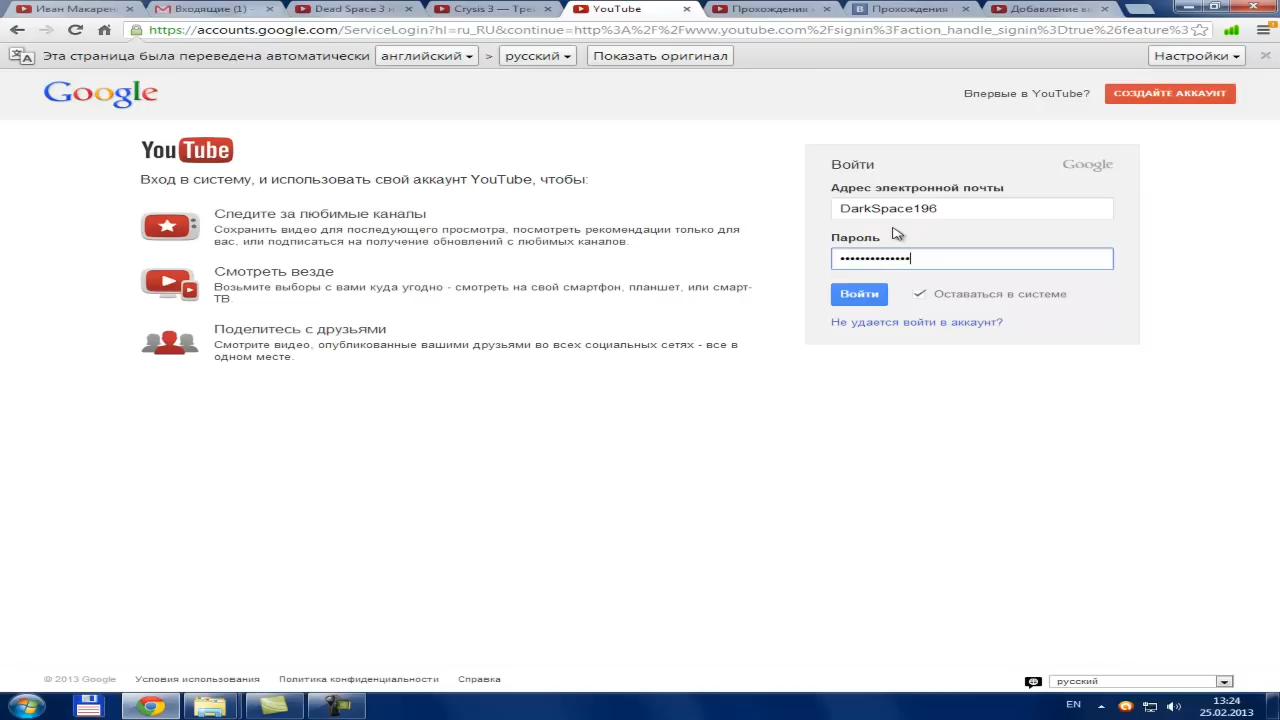 Иван Макарен
Входящие (1) -
Dead Space 3 и
Crysis 3 — Тре
YouTube
Прохождения
Прохождения
Добавление ви
https://accounts.google.com/ServiceLogin?hl=ru_RU&continue=http%3A%2F%2Fwww.youtube.com%2Fsignin%3Faction_handle_signin%3Dtrue%26feature%3
Эта страница была переведена автоматически английский > русский Показать оригинал Настройки
Google
Впервые в YouTube? СОЗДАЙТЕ АККАУНТ
YouTube
Вход в систему, и использовать свой аккаунт YouTube, чтобы:
Следите за любимые каналы
Сохранить видео для последующего просмотра, посмотреть рекомендации только для
вас, или подписаться на получение обновлений с любимых каналов.
Смотреть везде
Возьмите выборы с вами куда угодно - смотреть на свой смартфон, планшет, или смарт-
ТВ.
Поделитесь с друзьями
Смотрите видео, опубликованные вашими друзьями во всех социальных сетях - все в
одном месте.
Войти Google
Адрес электронной почты
DarkSpace196
Пароль
••••••••••••••
Войти Оставаться в системе
Не удается войти в аккаунт?
© 2013 Google Условия использования Политика конфиденциальности Справка
русский
EN
13:24
25.02.2013